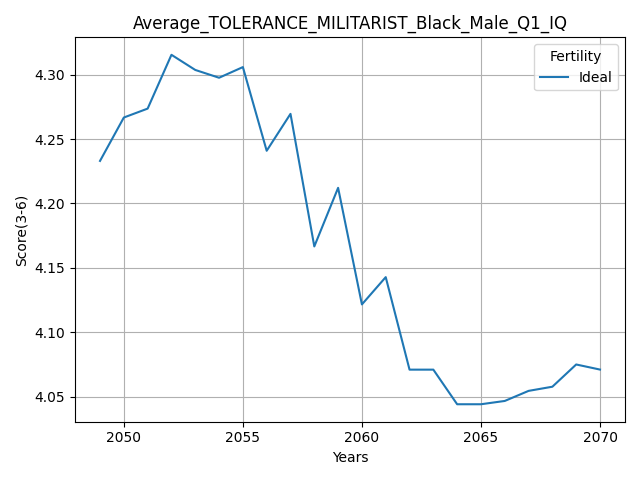 Average_TOLERANCE_MILITARIST_Black_Male_Q1_IQ
Fertility
Ideal
4.30
4.25
4.20
4.15
4.10
4.05
Score(3-6)
2050
2055
2060
2065
2070
Years